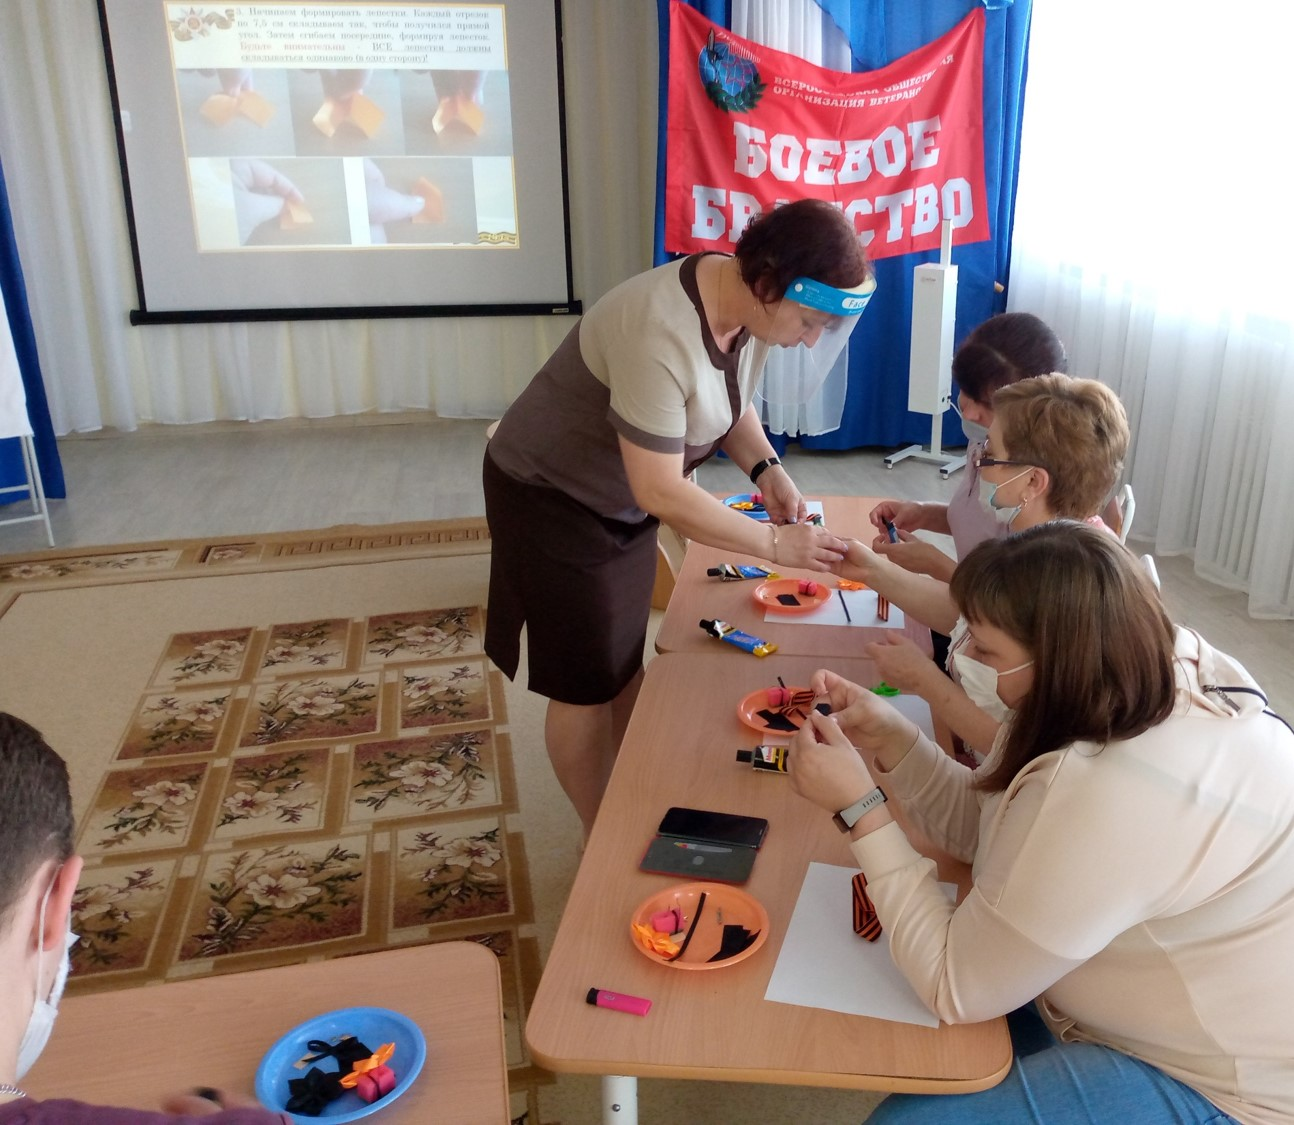 3. Начинаем формировать лепестки. Каждый отрезок
по 7,5 см складываем так, чтобы получился прямой
угол. Затем сгибаем посередине, формируя лепесток.
Будьте внимательны - ВСЕ лепестки должны
складываться одинаково (в одну сторону)!
ВСЕРОССИЙСКАЯ ОБЩЕСТВЕННАЯ
ОРГАНИЗАЦИЯ ВЕТЕРАНОВ
БОЕВОЕ
БРАТСТВО
Face